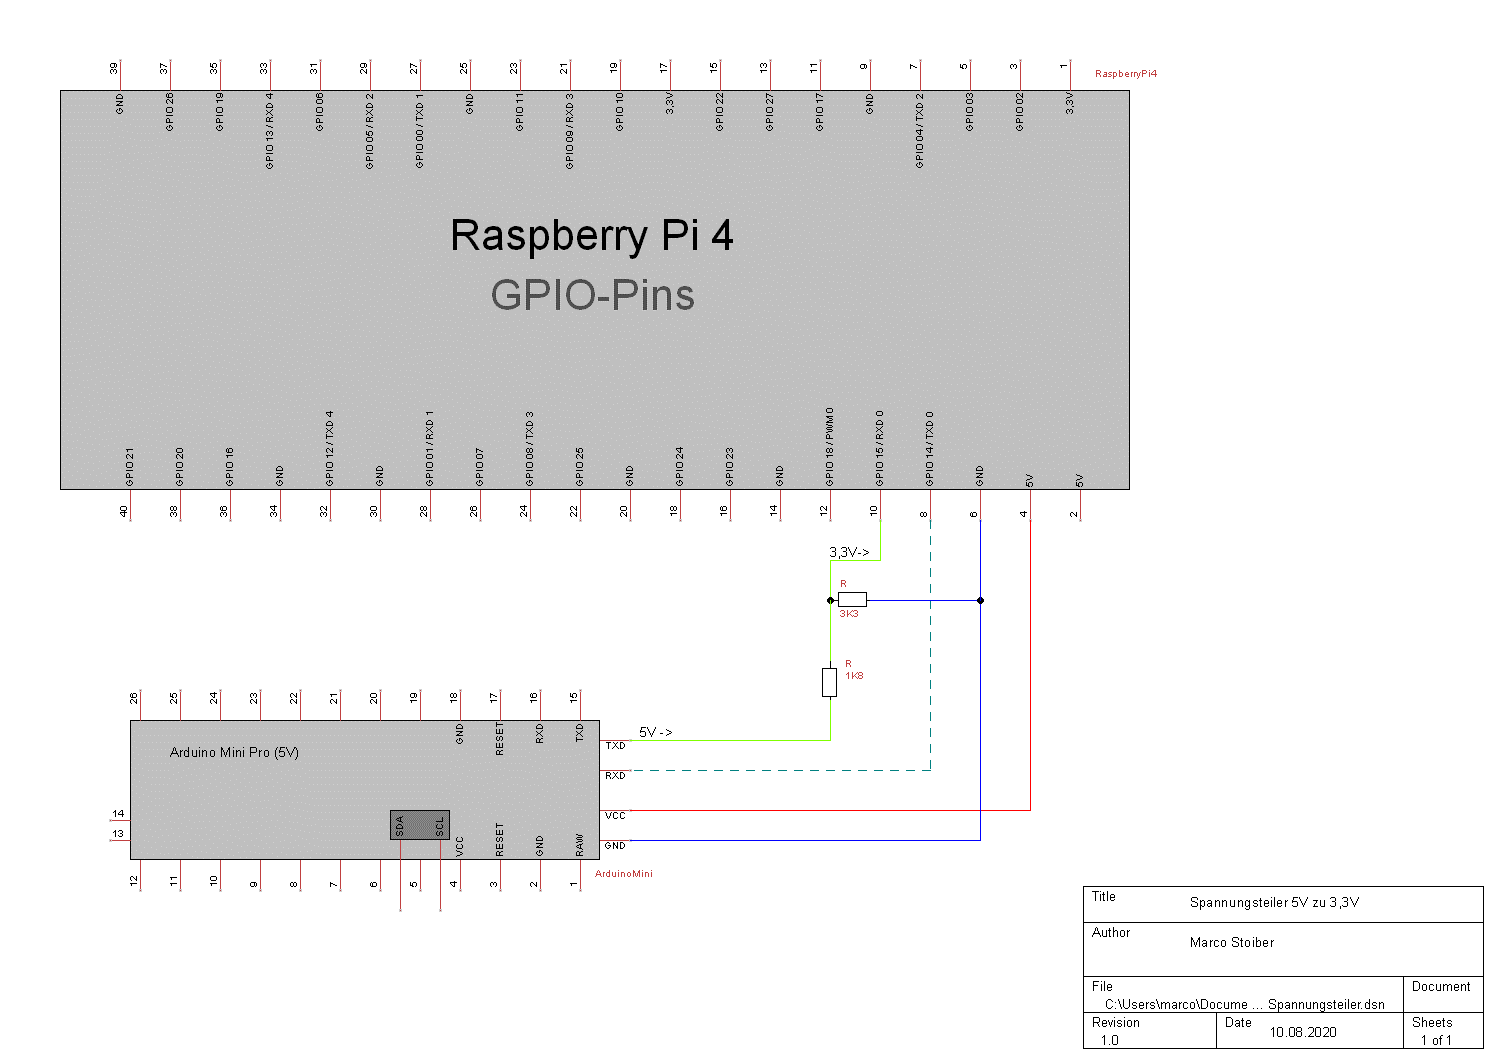 39 37 35 33 31 29 27 25 23 21 19 17 15 13 11 9 7 5 3 1
RaspberryPi4
GND GPIO 26 GPIO 19 GPIO 13 / RXD 4 GPIO 06 GPIO 05 / RXD 2 GPIO 00 / TXD 1 GND GPIO 11 GPIO 09 / RXD 3 GPIO 10 3,3V GPIO 22 GPIO 27 GPIO 17 GND GPIO 04 / TXD 2 GPIO 03 GPIO 02 3,3V
Raspberry Pi 4
GPIO-Pins
GPIO 21 GPIO 20 GPIO 16 GND GPIO 12 / TXD 4 GND GPIO 01 / RXD 1 GPIO 07 GPIO 08 / TXD 3 GPIO 25 GND GPIO 24 GPIO 23 GND GPIO 18 / PWM 0 GPIO 15 / RXD 0 GPIO 14 / TXD 0 GND 5V 5V
40 38 36 34 32 30 28 26 24 22 20 18 16 14 12 10 8 6 4 2
3,3V->
R
3K3
R
1K8
26 25 24 23 22 21 20 19 18 17 16 15
GND RESET RXD TXD
5V ->
TXD
Arduino Mini Pro (5V)
RXD
14
VCC
13
SDA SCL VCC RESET GND RAW
GND
ArduinoMini
12 11 10 9 8 7 6 5 4 3 2 1
Title
Spannungsteiler 5V zu 3,3V
Author
Marco Stoiber
File
C:\Users\marco\Docume ... Spannungsteiler.dsn
Document
Revision
1.0
Date
10.08.2020
Sheets
1 of 1